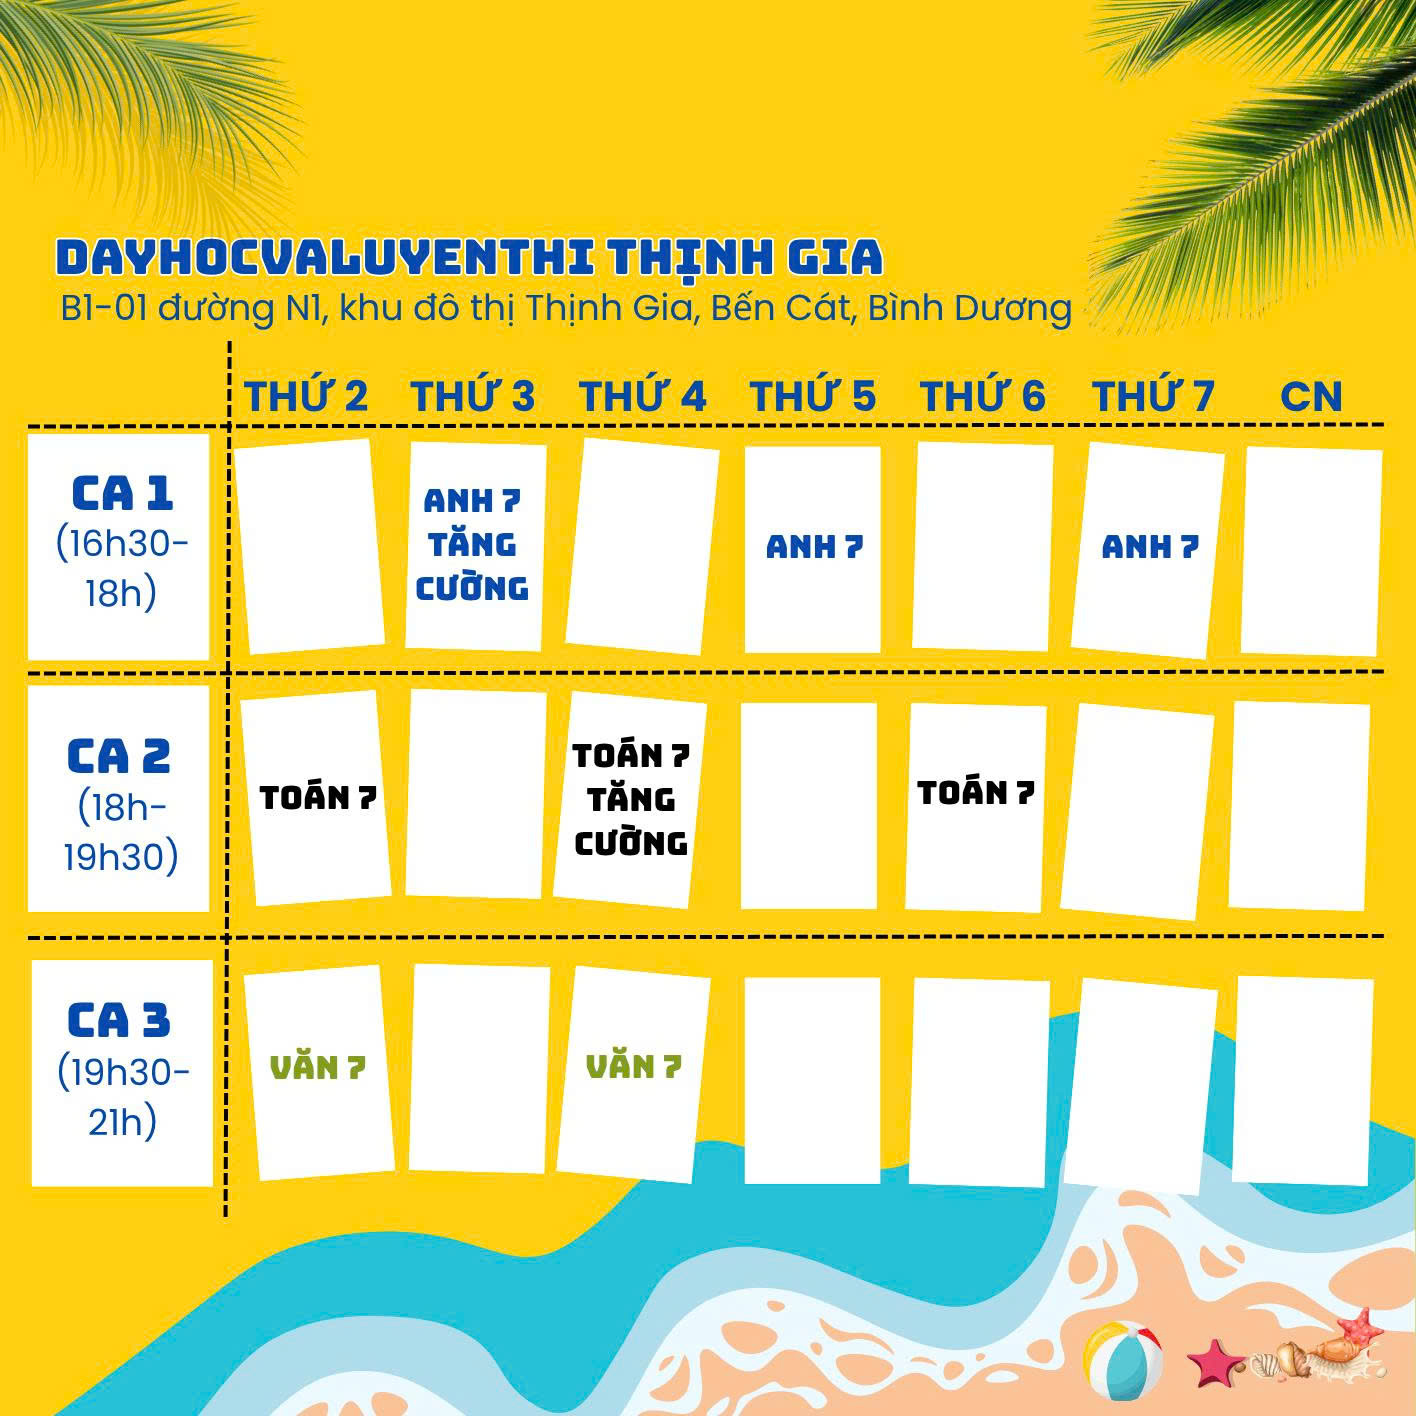 DAYHOCVALUYENTHI THỊNH GIA
B1-01 đường N1, khu đô thị Thịnh Gia, Bến Cát, Bình Dương
THỨ 2 THỨ 3 THỨ 4 THỨ 5 THỨ 6 THỨ 7 CN
CA 1
(16h30-
18h)
ANH 7
TĂNG
CƯỜNG
ANH 7
ANH 7
CA 2
(18h-
19h30)
TOÁN 7
TOÁN 7
TĂNG
CƯỜNG
TOÁN 7
CA 3
(19h30-
21h)
VĂN 7
VĂN 7